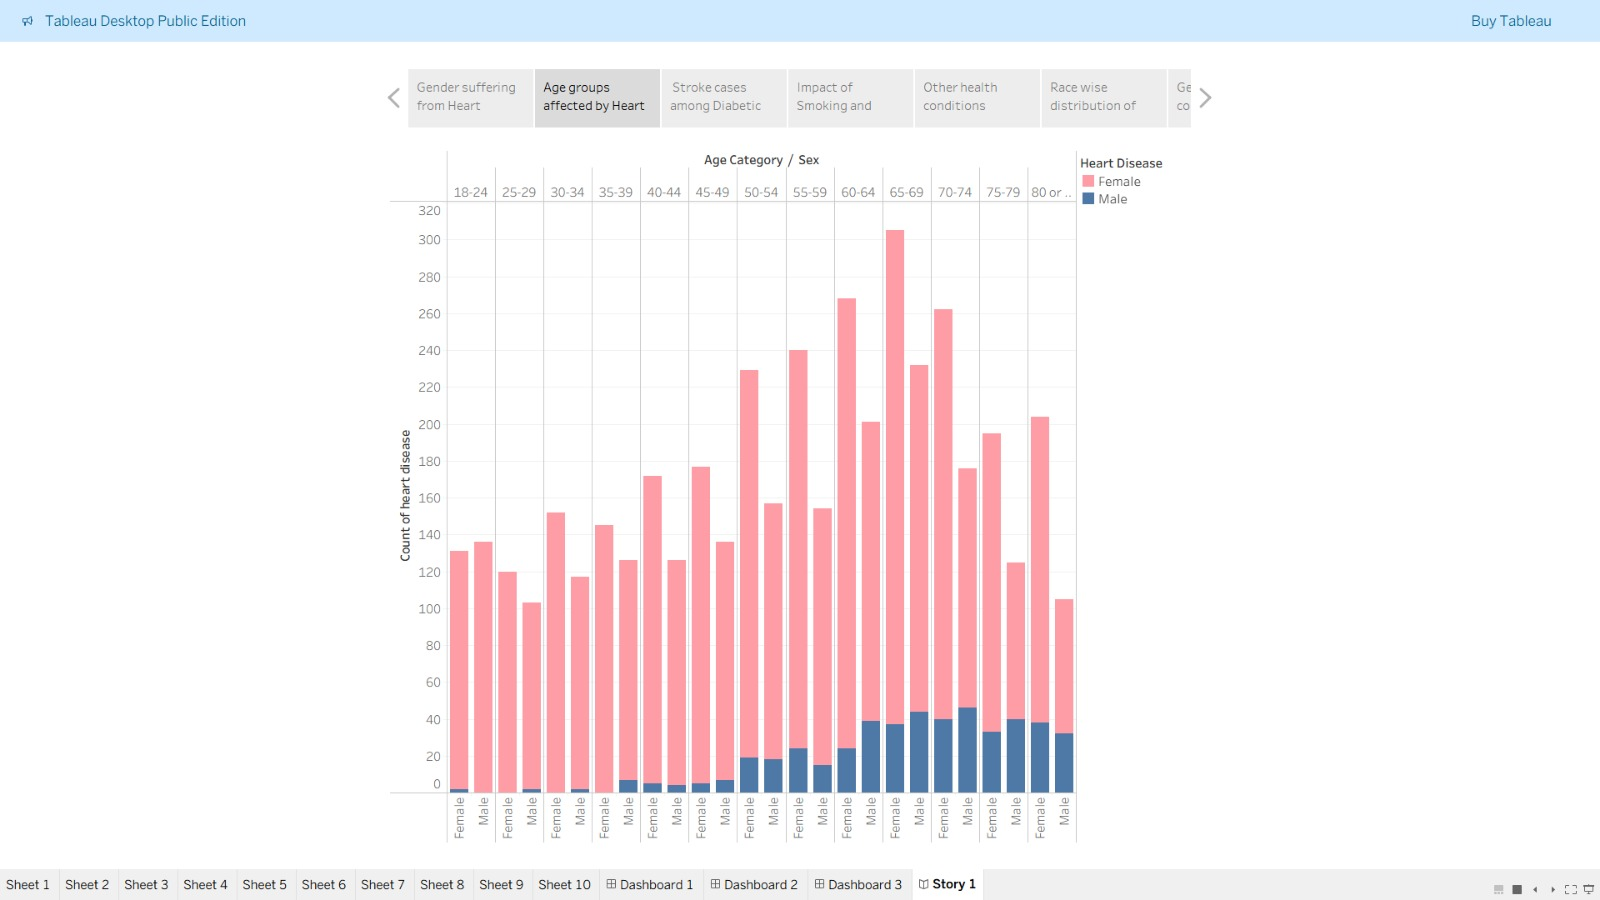 Tableau Desktop Public Edition
Buy Tableau
Gender suffering
from Heart
Age groups
affected by Heart
Stroke cases
among Diabetic
Impact of
Smoking and
Other health
conditions
Race wise
distribution of
Ge
co
Age Category / Sex
18-24 25-29 30-34 35-39 40-44 45-49 50-54 55-59 60-64 65-69 70-74 75-79 80 or ..
Heart Disease
Female
Male
Count of heart disease
320
300
280
260
240
220
200
180
160
140
120
100
80
60
40
20
0
Female Male Female Male Female Male Female Male Female Male Female Male Female Male Female Male Female Male Female Male Female Male Female Male Female Male
Sheet 1 Sheet 2 Sheet 3 Sheet 4 Sheet 5 Sheet 6 Sheet 7 Sheet 8 Sheet 9 Sheet 10 Dashboard 1 Dashboard 2 Dashboard 3 Story 1